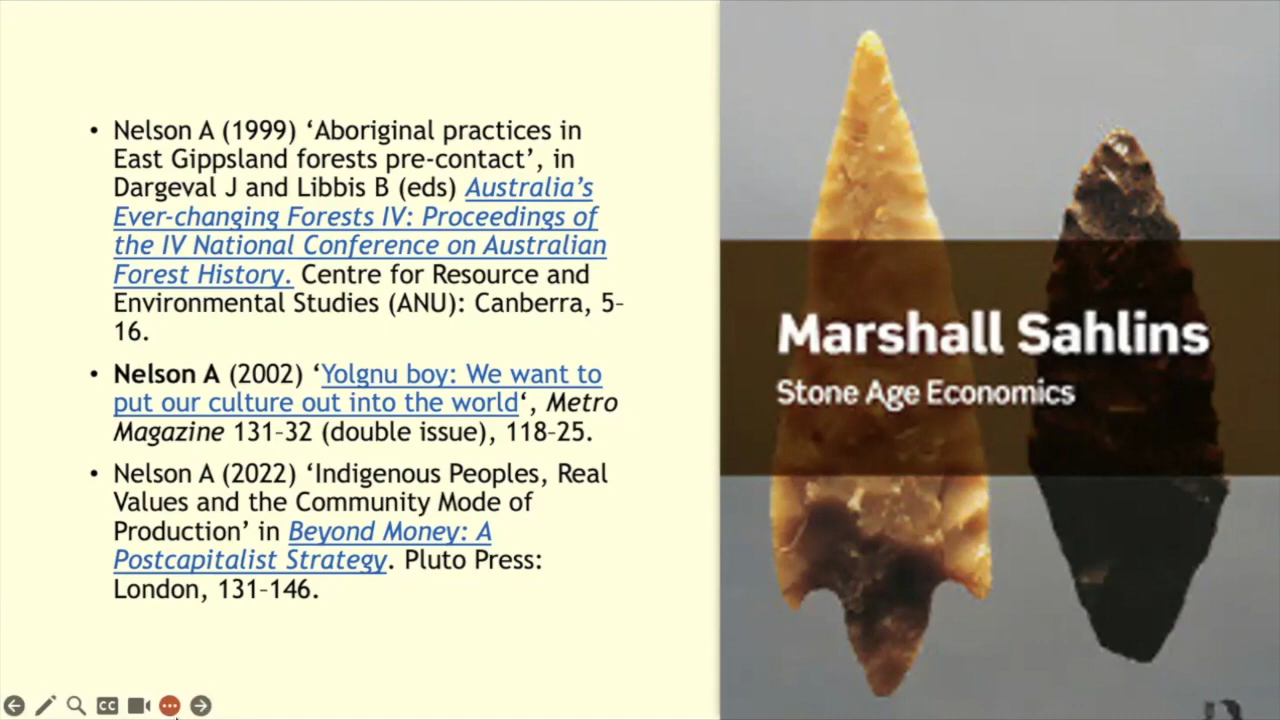 • Nelson A (1999) ‘Aboriginal practices in
East Gippsland forests pre-contact’, in
Dargeval J and Libbis B (eds) Australia’s
Ever-changing Forests IV: Proceedings of
the IV National Conference on Australian
Forest History. Centre for Resource and
Environmental Studies (ANU): Canberra, 5–
16.
• Nelson A (2002) ‘Yolgnu boy: We want to
put our culture out into the world‘, Metro
Magazine 131–32 (double issue), 118–25.
• Nelson A (2022) ‘Indigenous Peoples, Real
Values and the Community Mode of
Production’ in Beyond Money: A
Postcapitalist Strategy. Pluto Press:
London, 131–146.
Marshall Sahlins
Stone Age Economics
CC